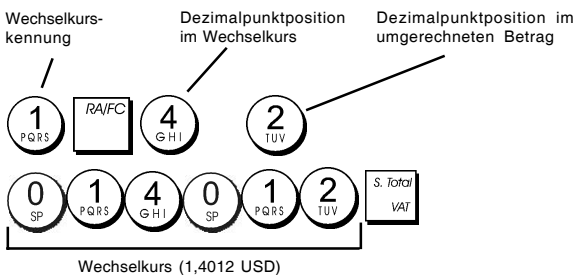 Wechselkurs-
kennung
Dezimalpunktposition
im Wechselkurs
Dezimalpunktposition im
umgerechneten Betrag
1 PQRS RA/FC 4 GHI 2 TUV
0 SP 1 PQRS 4 GHI 0 SP 1 PQRS 2 TUV S. Total VAT
Wechselkurs (1,4012 USD)